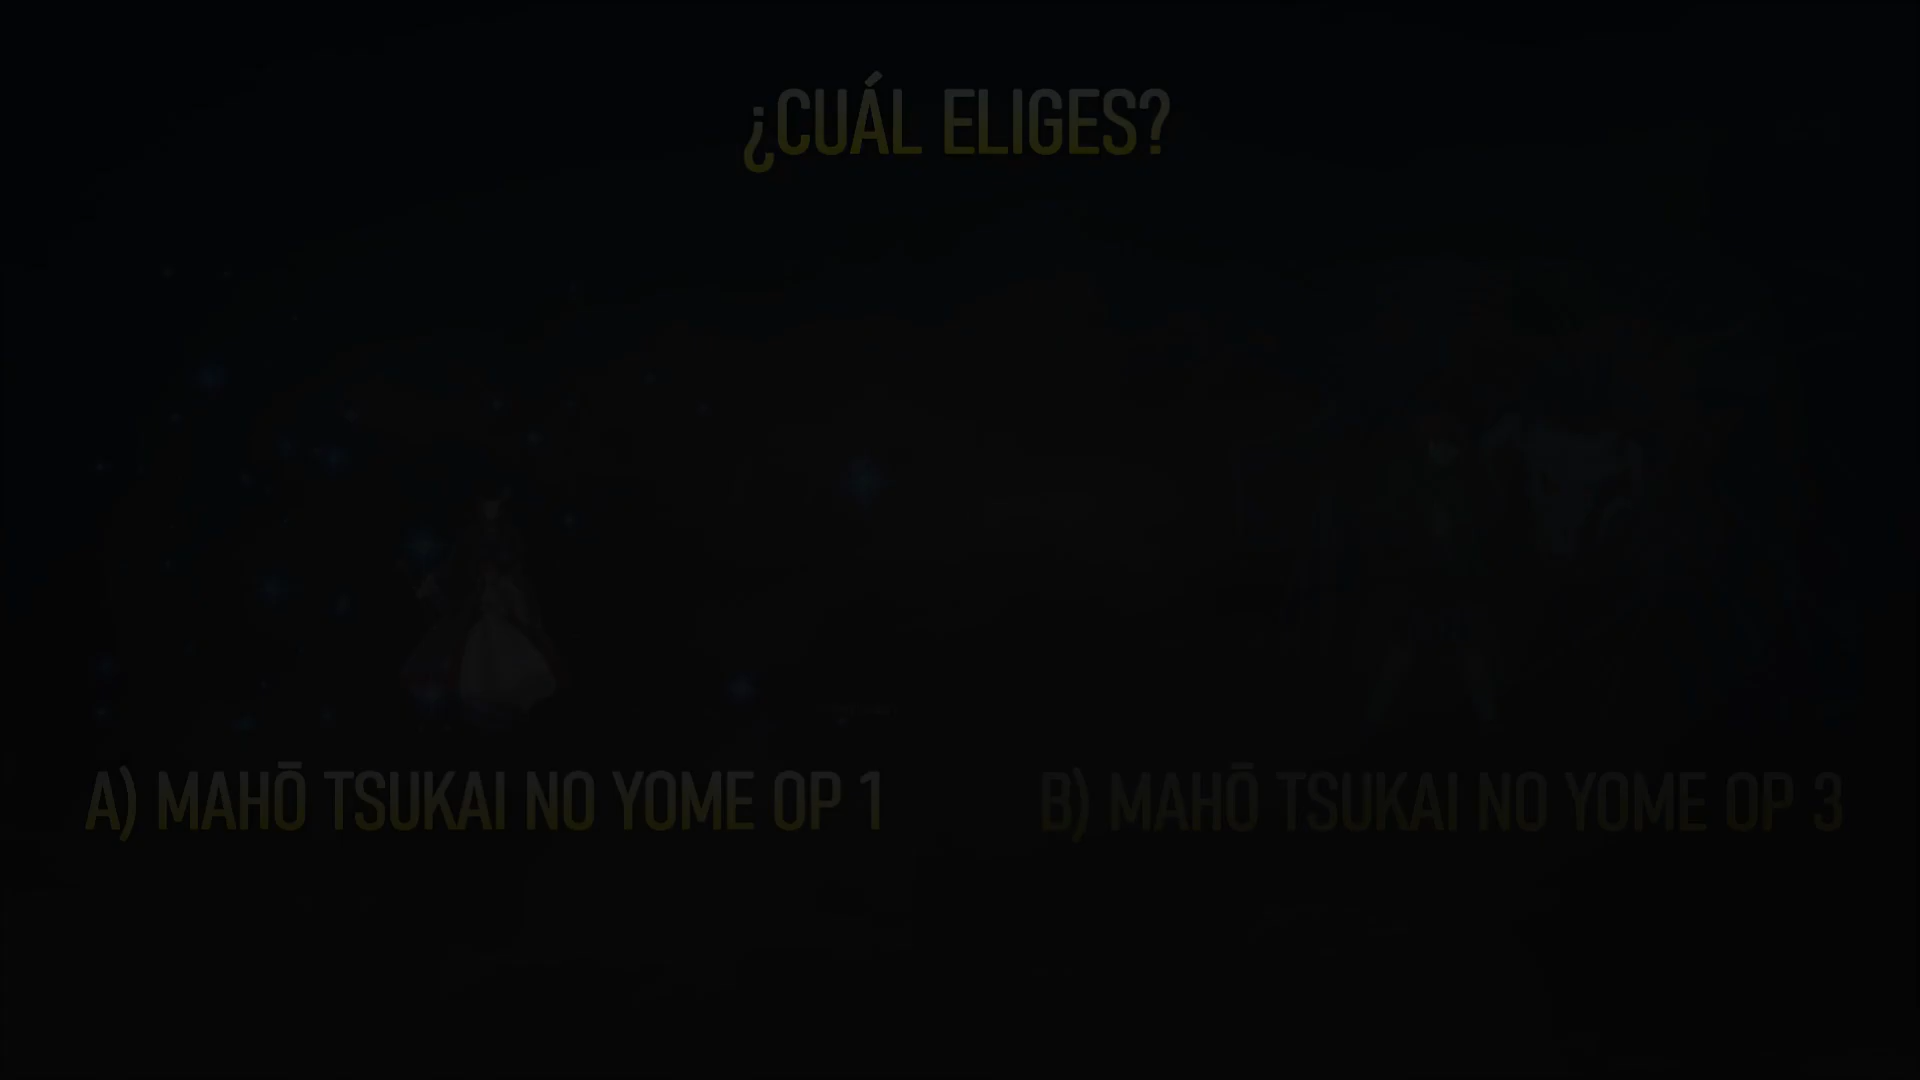 ¿CUÁL ELIGES?
A) MAHŌ TSUKAI NO YOME OP 1
B) MAHŌ TSUKAI NO YOME OP 3